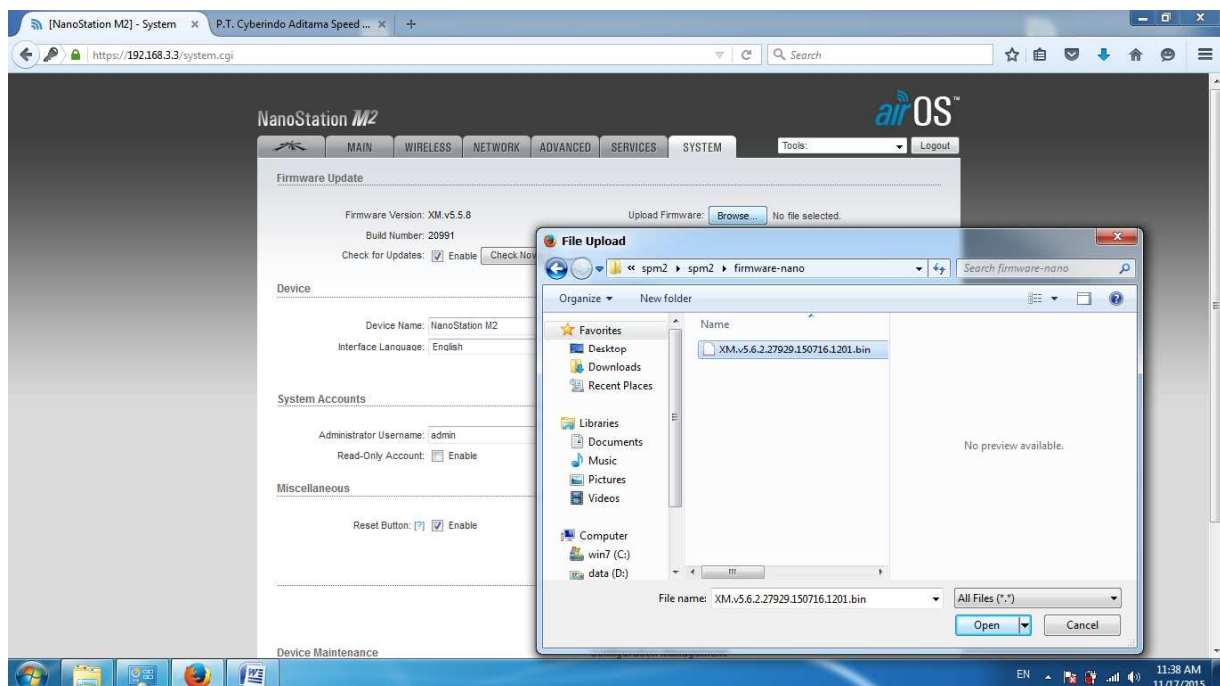 [NanoStation M2] - System
P.T. Cyberindo Aditama Speed ...
https://192.168.3.3/system.cgi
Search
NanoStation M2
airOS™
MAIN WIRELESS NETWORK ADVANCED SERVICES SYSTEM Tools: Logout
Firmware Update
Firmware Version: XM.v5.5.8
Upload Firmware: Browse... No file selected.
Build Number: 20991
Check for Updates: Enable Check Now
Device
Device Name: NanoStation M2
Interface Language: English
System Accounts
Administrator Username: admin
Read-Only Account: Enable
Miscellaneous
Reset Button: [?] Enable
Device Maintenance
File Upload
« spm2 ▸ spm2 ▸ firmware-nano
Search firmware-nano
Organize New folder
Favorites
Desktop
Downloads
Recent Places
Libraries
Documents
Music
Pictures
Videos
Computer
win7 (C:)
data (D:)
Name
XM.v5.6.2.27929.150716.1201.bin
No preview available.
File name: XM.v5.6.2.27929.150716.1201.bin
All Files (*.*)
Open Cancel
EN
11:38 AM
11/17/2015